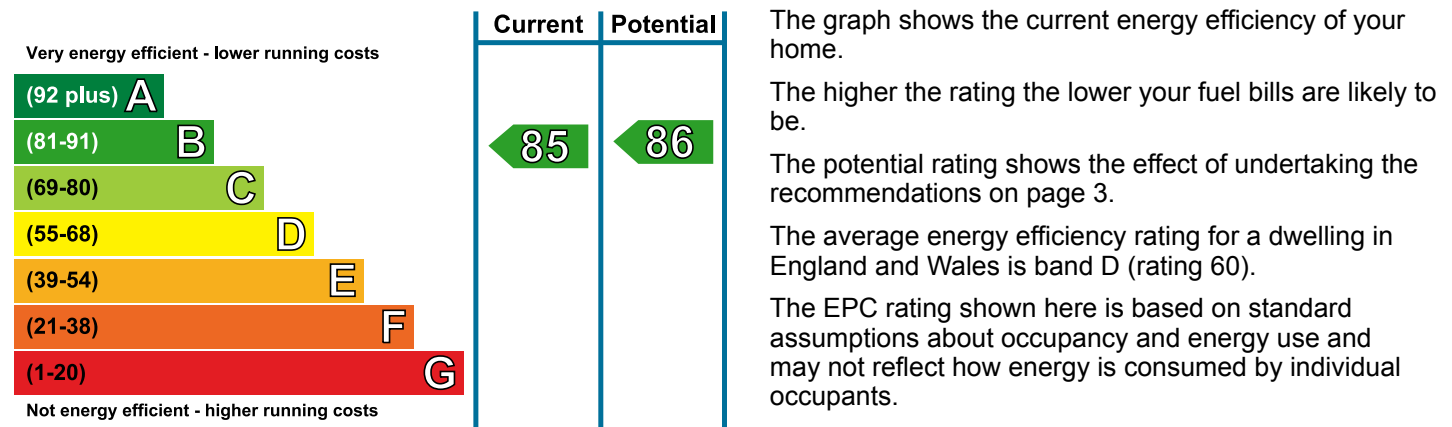 Current Potential
Very energy efficient - lower running costs
(92 plus) A
(81-91) B
(69-80) C
(55-68) D
(39-54) E
(21-38) F
(1-20) G
Not energy efficient - higher running costs
85 86
The graph shows the current energy efficiency of your
home.
The higher the rating the lower your fuel bills are likely to
be.
The potential rating shows the effect of undertaking the
recommendations on page 3.
The average energy efficiency rating for a dwelling in
England and Wales is band D (rating 60).
The EPC rating shown here is based on standard
assumptions about occupancy and energy use and
may not reflect how energy is consumed by individual
occupants.